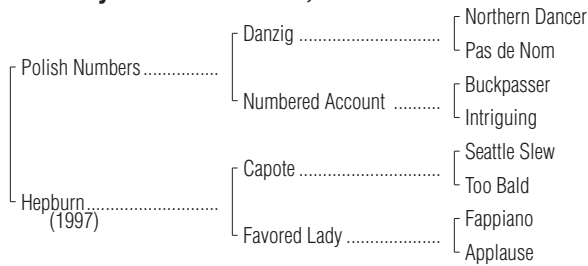 Northern Dancer
Danzig
Pas de Nom
Polish Numbers
Buckpasser
Numbered Account
Intriguing
Seattle Slew
Capote
Too Bald
Hepburn
(1997)
Fappiano
Favored Lady
Applause